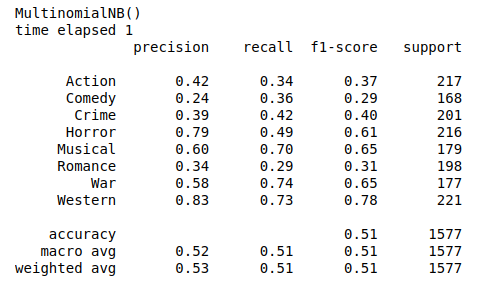 MultinomialNB()
time elapsed 1
precision recall f1-score support
Action 0.42 0.34 0.37 217
Comedy 0.24 0.36 0.29 168
Crime 0.39 0.42 0.40 201
Horror 0.79 0.49 0.61 216
Musical 0.60 0.70 0.65 179
Romance 0.34 0.29 0.31 198
War 0.58 0.74 0.65 177
Western 0.83 0.73 0.78 221
accuracy 0.51 1577
macro avg 0.52 0.51 0.51 1577
weighted avg 0.53 0.51 0.51 1577